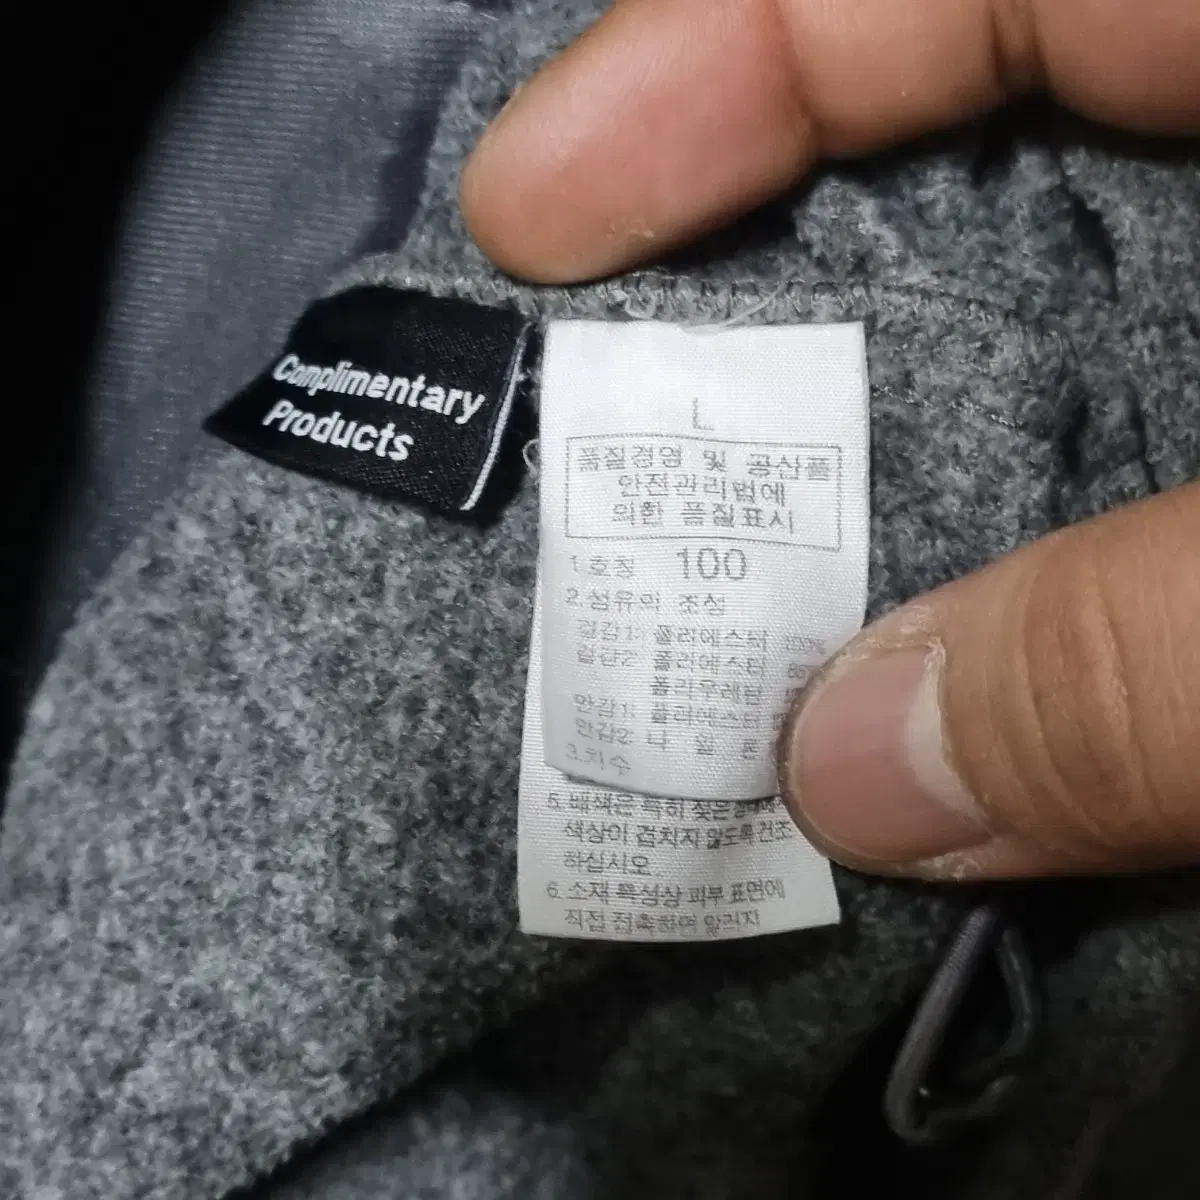 Complimentary
Products
L
품질경영 및 공산품
안전관리법에
의한 품질표시
1.호칭 100
2.섬유의 조성
겉감1: 폴리에스터 100%
겉감2: 폴리에스터
폴리우레탄
안감1: 폴리에스터
안감2: 나 일 론
3.치수
5. 배색은 특히 젖은
색상이 겹치지 않도록 건조
하십시오
6. 소재 특성상 피부 표면에
직접 접촉하면 알러지